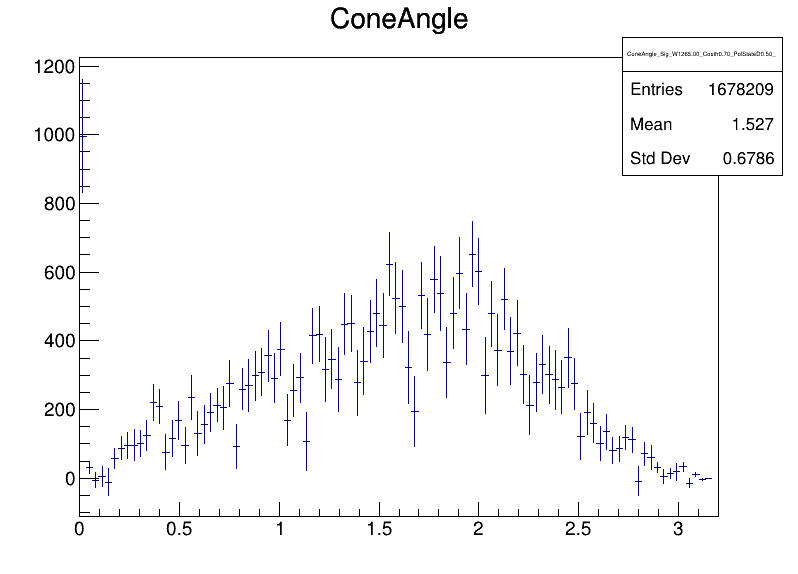 ConeAngle
ConeAngle_Sig_W1265.00_Costh0.70_PolStateD0.50_
Entries 1678209
Mean 1.527
Std Dev 0.6786
1200
1000
800
600
400
200
0
0 0.5 1 1.5 2 2.5 3